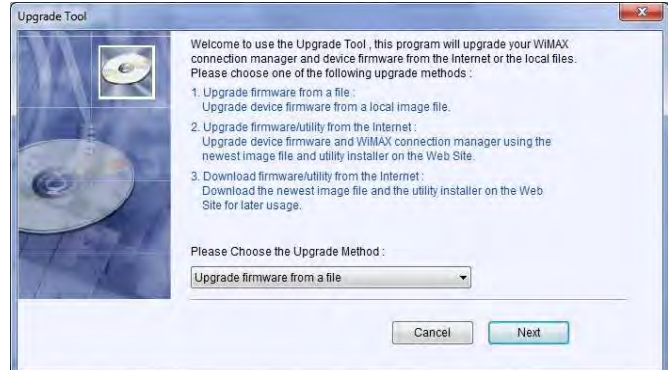 Upgrade Tool
Welcome to use the Upgrade Tool , this program will upgrade your WiMAX
connection manager and device firmware from the Internet or the local files.
Please choose one of the following upgrade methods :
1. Upgrade firmware from a file :
Upgrade device firmware from a local image file.
2. Upgrade firmware/utility from the Internet :
Upgrade device firmware and WiMAX connection manager using the
newest image file and utility installer on the Web Site.
3. Download firmware/utility from the Internet :
Download the newest image file and the utility installer on the Web
Site for later usage.
Please Choose the Upgrade Method :
Upgrade firmware from a file
Cancel
Next